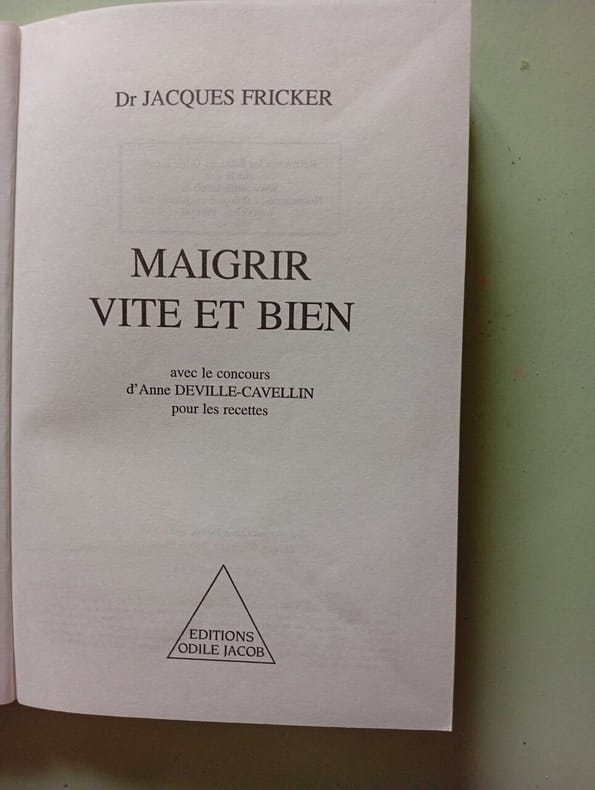 Dr JACQUES FRICKER
MAIGRIR
VITE ET BIEN
avec le concours
d'Anne DEVILLE-CAVELLIN
pour les recettes
EDITIONS
ODILE JACOB